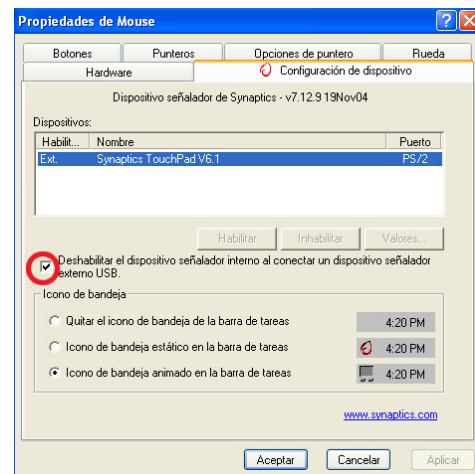 Propiedades de Mouse
Botones
Punteros
Opciones de puntero
Rueda
Hardware
Configuración de dispositivo
Dispositivo señalador de Synaptics - v7.12.9 19Nov04
Dispositivos:
Habilit... Nombre Puerto
Ext. Synaptics TouchPad V6.1 PS/2
Habilitar
Inhabilitar
Valores...
Deshabilitar el dispositivo señalador interno al conectar un dispositivo señalador
externo USB.
Icono de bandeja
Quitar el icono de bandeja de la barra de tareas 4:20 PM
Icono de bandeja estático en la barra de tareas 4:20 PM
Icono de bandeja animado en la barra de tareas 4:20 PM
www.synaptics.com
Aceptar
Cancelar
Aplicar